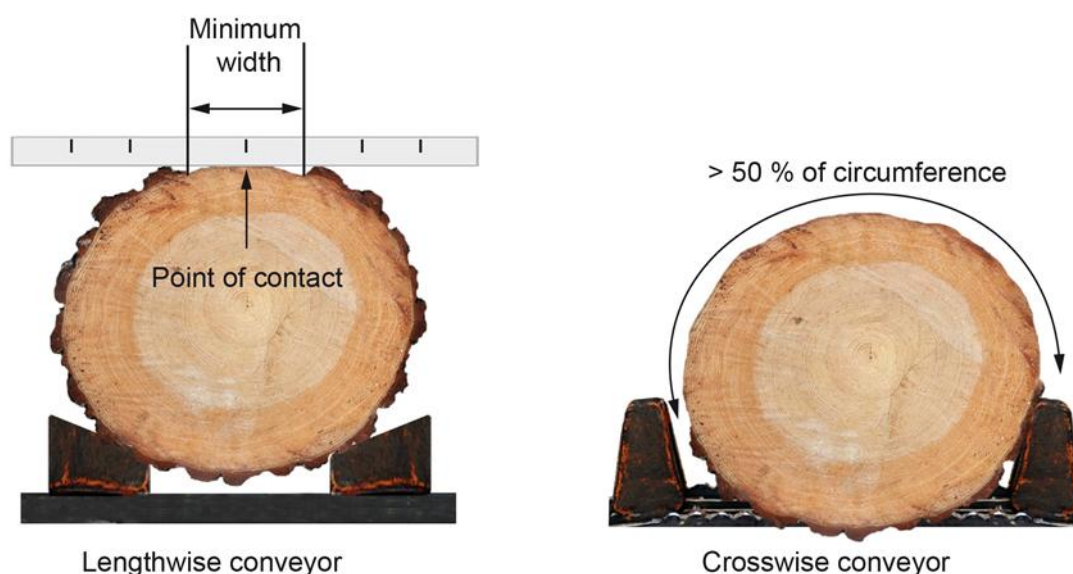 Minimum
width
Point of contact
Lengthwise conveyor
> 50 % of circumference
Crosswise conveyor